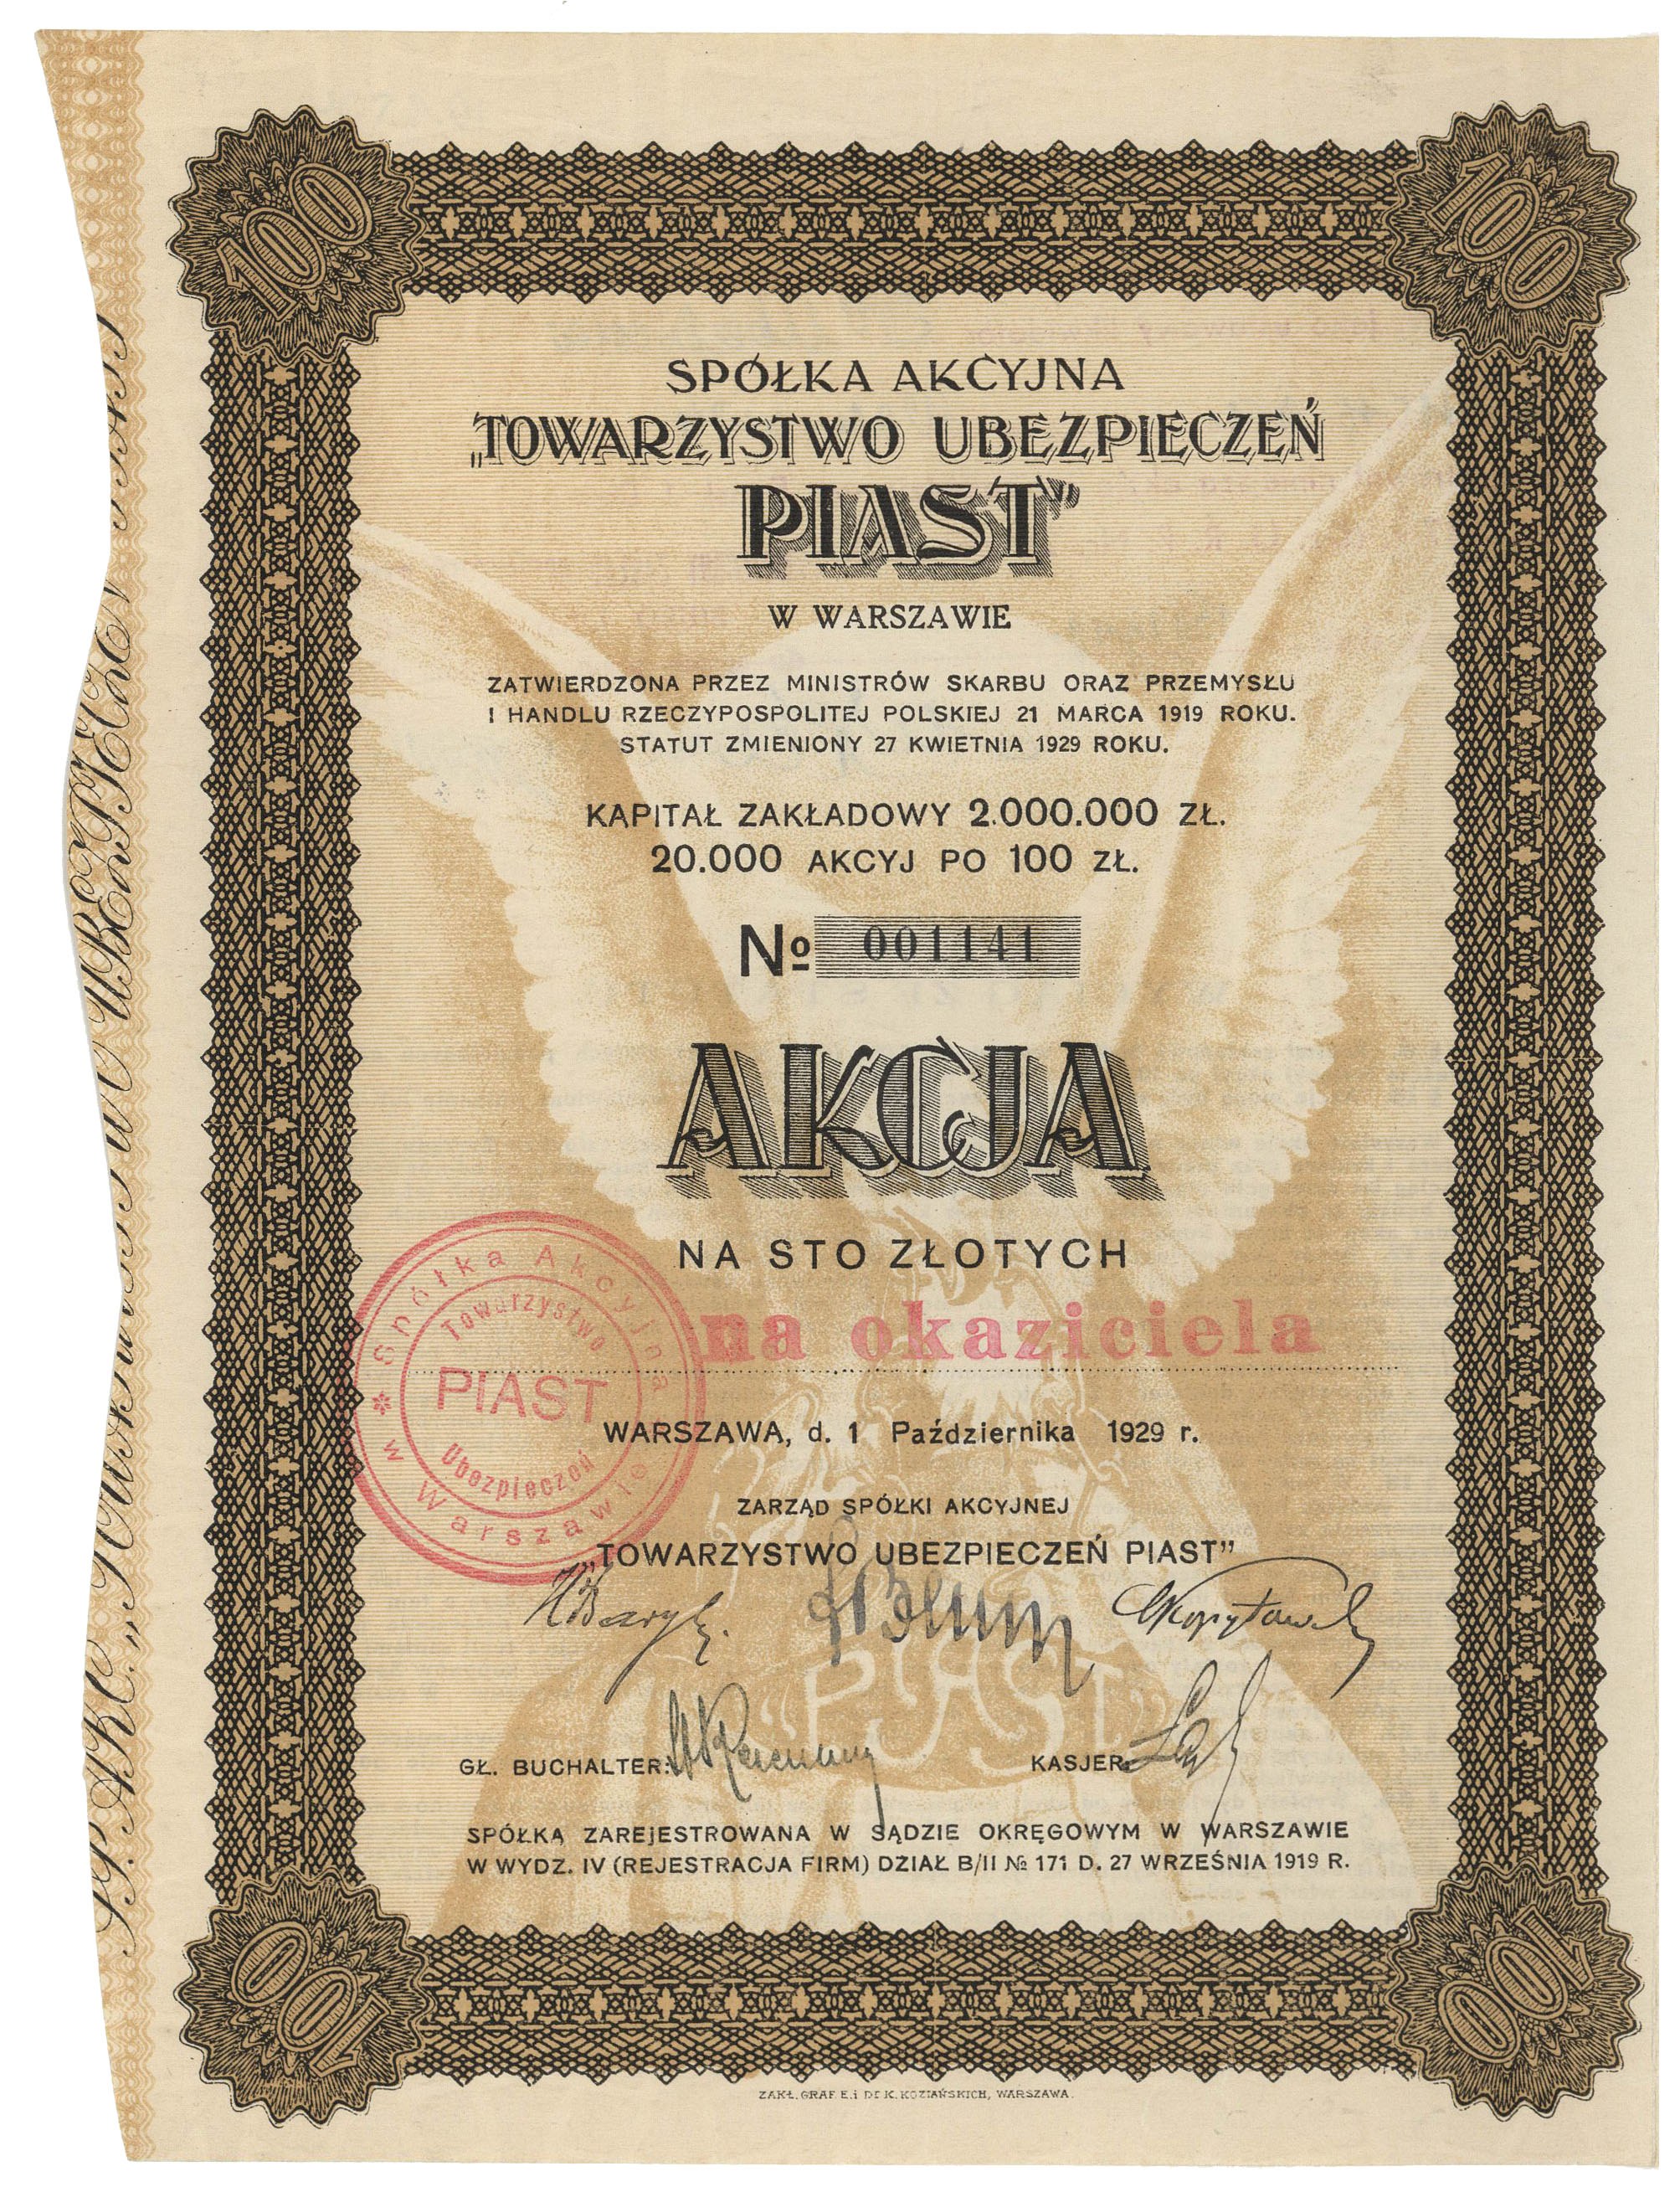 100
100
SPÓŁKA AKCYJNA
„TOWARZYSTWO UBEZPIECZEŃ
PIAST”
W WARSZAWIE
ZATWIERDZONA PRZEZ MINISTRÓW SKARBU ORAZ PRZEMYSŁU
I HANDLU RZECZYPOSPOLITEJ POLSKIEJ 21 MARCA 1919 ROKU.
STATUT ZMIENIONY 27 KWIETNIA 1929 ROKU.
KAPITAŁ ZAKŁADOWY 2.000.000 ZŁ.
20.000 AKCYJ PO 100 ZŁ.
№ 001141
AKCJA
NA STO ZŁOTYCH
na okaziciela
Spółka Akcyjna
w Warszawie
Towarzystwo
PIAST
Ubezpieczeń
WARSZAWA, d. 1 Października 1929 r.
ZARZĄD SPÓŁKI AKCYJNEJ
„TOWARZYSTWO UBEZPIECZEŃ PIAST”
„PIAST”
GŁ. BUCHALTER:
KASJER:
SPÓŁKA ZAREJESTROWANA W SĄDZIE OKRĘGOWYM W WARSZAWIE
W WYDZ. IV (REJESTRACJA FIRM) DZIAŁ B/II № 171 D. 27 WRZEŚNIA 1919 R.
100
100
ZAKŁ. GRAF. E. i Dr K. KOZIAŃSKICH, WARSZAWA.